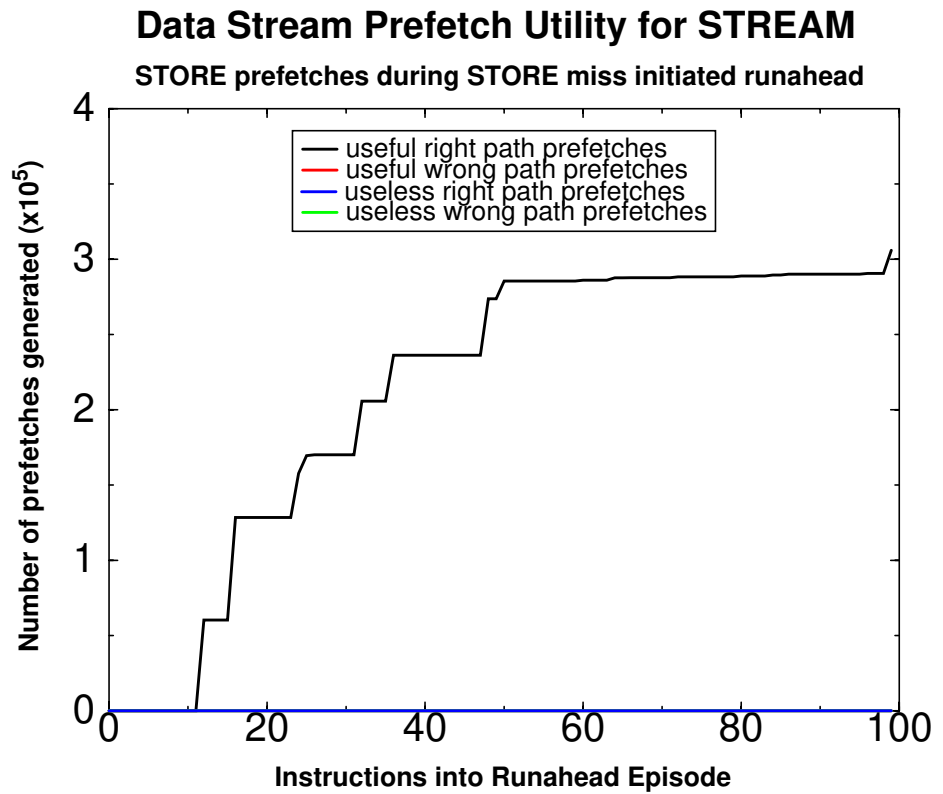 Data Stream Prefetch Utility for STREAM
STORE prefetches during STORE miss initiated runahead
4
3
2
1
0
Number of prefetches generated (x10⁵)
useful right path prefetches
useful wrong path prefetches
useless right path prefetches
useless wrong path prefetches
0 20 40 60 80 100
Instructions into Runahead Episode